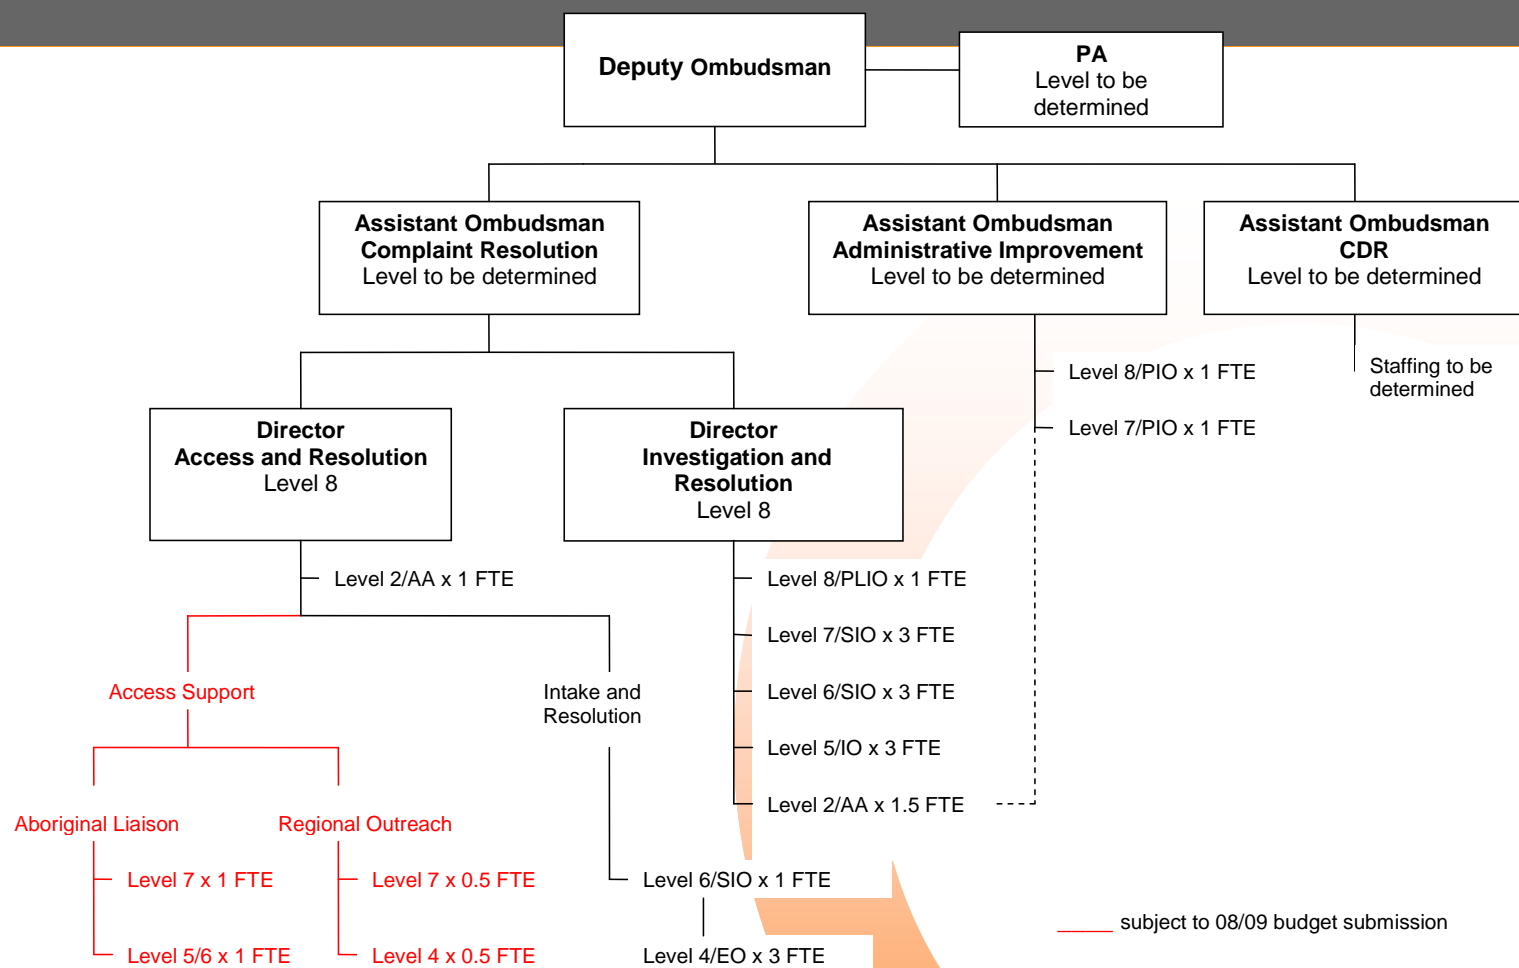 Deputy Ombudsman
PA
Level to be
determined
Assistant Ombudsman
Complaint Resolution
Level to be determined
Assistant Ombudsman
Administrative Improvement
Level to be determined
Assistant Ombudsman
CDR
Level to be determined
Level 8/PIO x 1 FTE
Level 7/PIO x 1 FTE
Staffing to be
determined
Director
Access and Resolution
Level 8
Director
Investigation and
Resolution
Level 8
Level 2/AA x 1 FTE
Level 8/PLIO x 1 FTE
Level 7/SIO x 3 FTE
Level 6/SIO x 3 FTE
Level 5/IO x 3 FTE
Level 2/AA x 1.5 FTE
Access Support
Intake and
Resolution
Aboriginal Liaison
Regional Outreach
Level 7 x 1 FTE
Level 5/6 x 1 FTE
Level 7 x 0.5 FTE
Level 4 x 0.5 FTE
Level 6/SIO x 1 FTE
Level 4/EO x 3 FTE
_____ subject to 08/09 budget submission